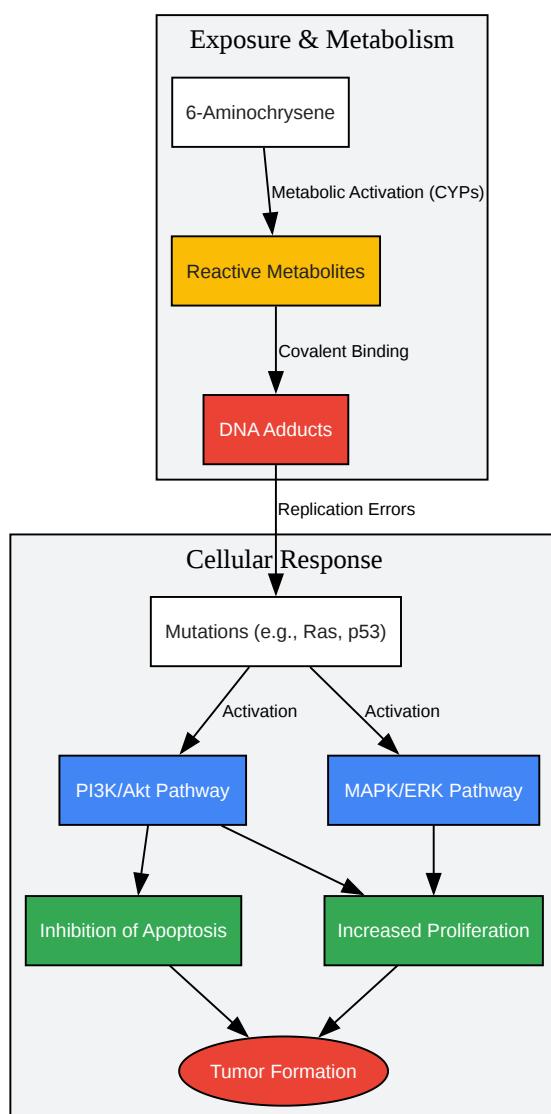 Exposure & Metabolism
6-Aminochrysene
Metabolic Activation (CYPs)
Reactive Metabolites
Covalent Binding
DNA Adducts
Replication Errors
Cellular Response
Mutations (e.g., Ras, p53)
Activation
Activation
PI3K/Akt Pathway
MAPK/ERK Pathway
Inhibition of Apoptosis
Increased Proliferation
Tumor Formation